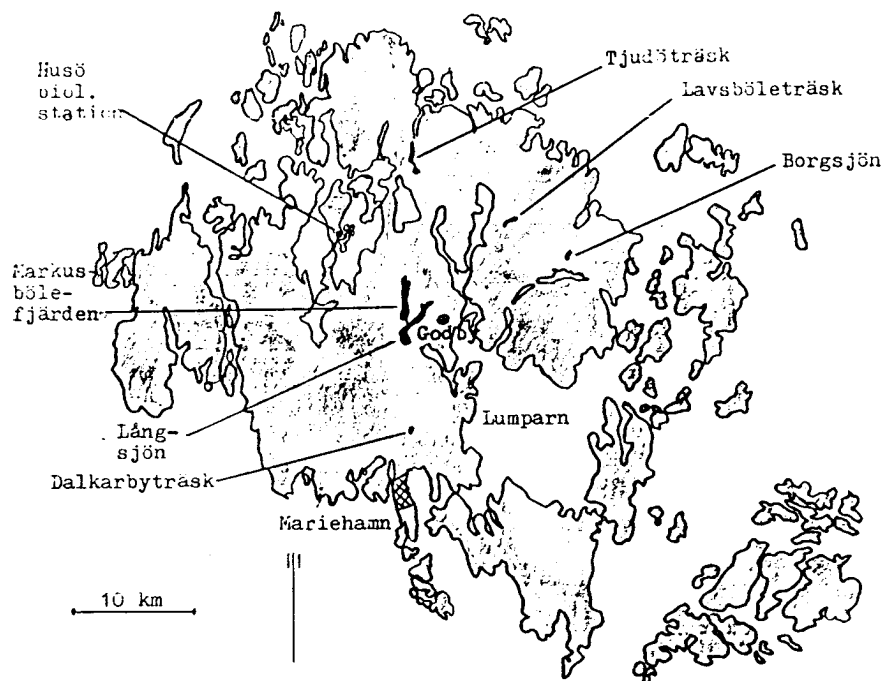 Tjudöträsk
Husö
biol.
station
Lavsböleträsk
Borgsjön
Markus-
böle-
fjärden
Godby
Lumparn
Lång-
sjön
Dalkarbyträsk
Mariehamn
10 km